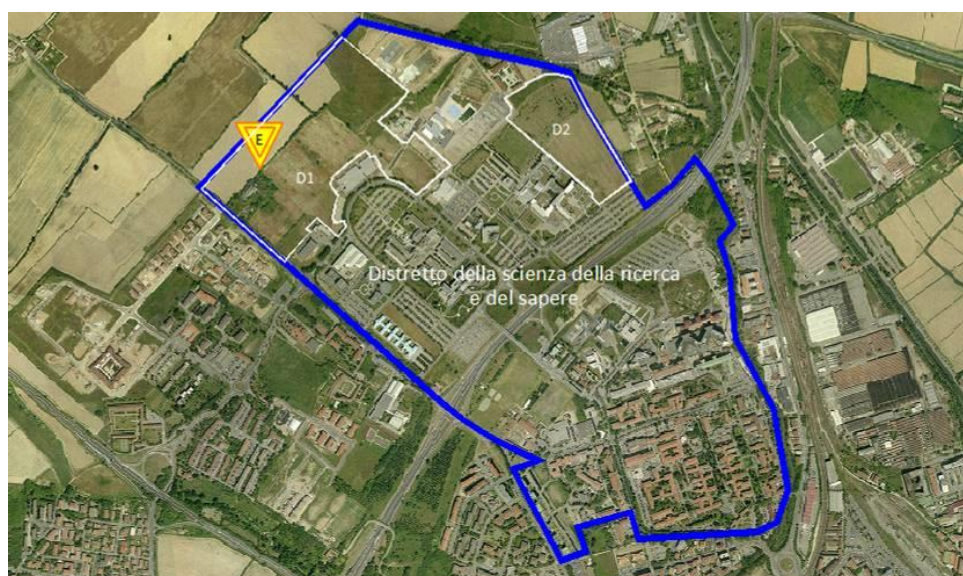 E
D2
D1
Distretto della scienza della ricerca
e del sapere